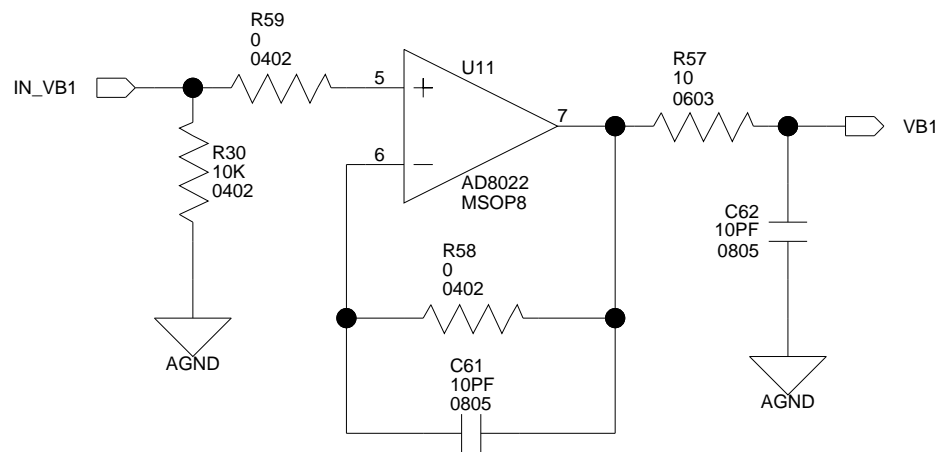 R59
0
0402
IN_VB1
5
U11
7
R57
10
0603
VB1
R30
10K
0402
6
AD8022
MSOP8
C62
10PF
0805
R58
0
0402
AGND
C61
10PF
0805
AGND